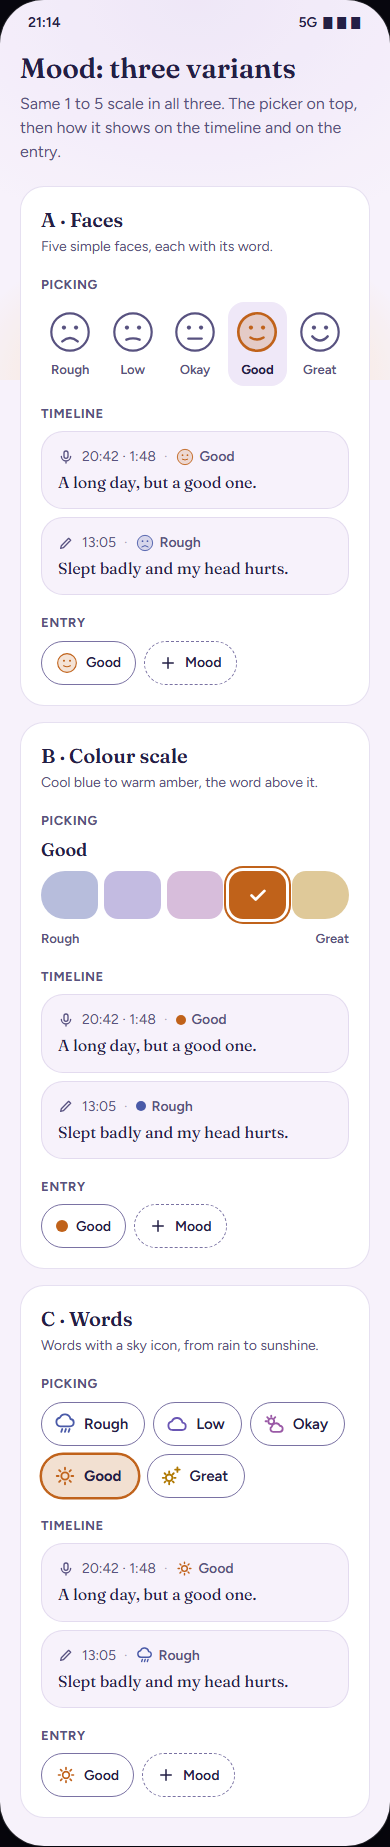 21:14
5G
Mood: three variants
Same 1 to 5 scale in all three. The picker on top,
then how it shows on the timeline and on the
entry.
A · Faces
Five simple faces, each with its word.
PICKING
Rough Low Okay Good Great
TIMELINE
20:42 · 1:48 · Good
A long day, but a good one.
13:05 · Rough
Slept badly and my head hurts.
ENTRY
Good + Mood
B · Colour scale
Cool blue to warm amber, the word above it.
PICKING
Good
Rough Great
TIMELINE
20:42 · 1:48 · Good
A long day, but a good one.
13:05 · Rough
Slept badly and my head hurts.
ENTRY
Good + Mood
C · Words
Words with a sky icon, from rain to sunshine.
PICKING
Rough Low Okay
Good Great
TIMELINE
20:42 · 1:48 · Good
A long day, but a good one.
13:05 · Rough
Slept badly and my head hurts.
ENTRY
Good + Mood